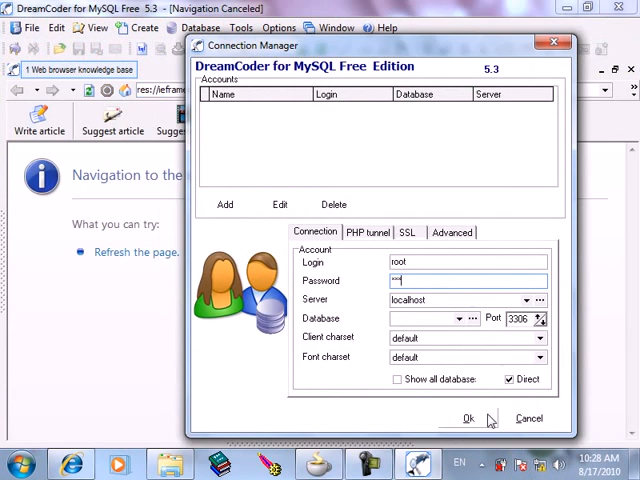 DreamCoder for MySQL Free 5.3 - [Navigation Canceled]
File Edit View Create Database Tools Options Window Help
1 Web browser knowledge base
Write article Suggest article
Navigation to the
What you can try:
Refresh the page.
Connection Manager
DreamCoder for MySQL Free Edition 5.3
Accounts
Name Login Database Server
Add Edit Delete
Connection PHP tunnel SSL Advanced
Account
Login root
Password ***
Server localhost
Database Port 3306
Client charset default
Font charset default
Show all database: Direct
Ok Cancel
EN 10:28 AM
8/17/2010